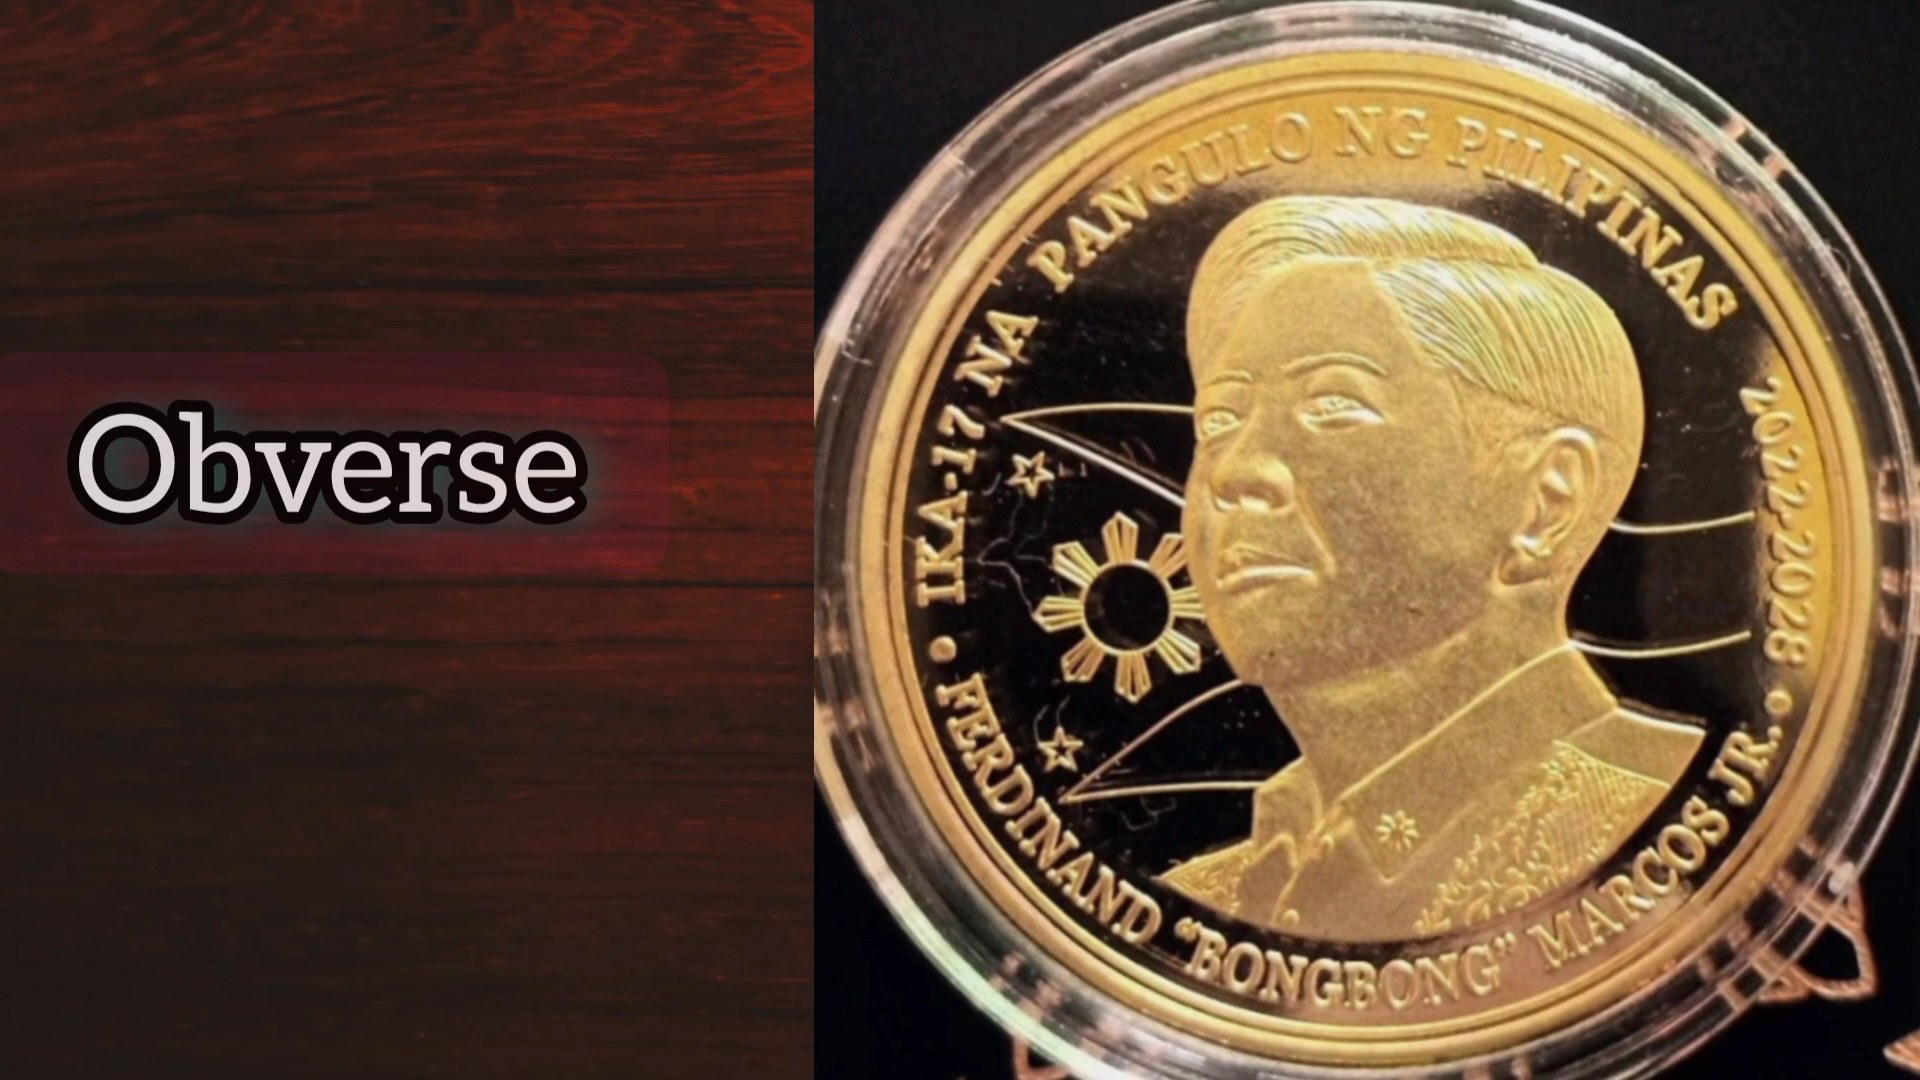 Obverse
• IKA-17 NA PANGULO NG PILIPINAS 2022-2028 •
FERDINAND "BONGBONG" MARCOS JR.